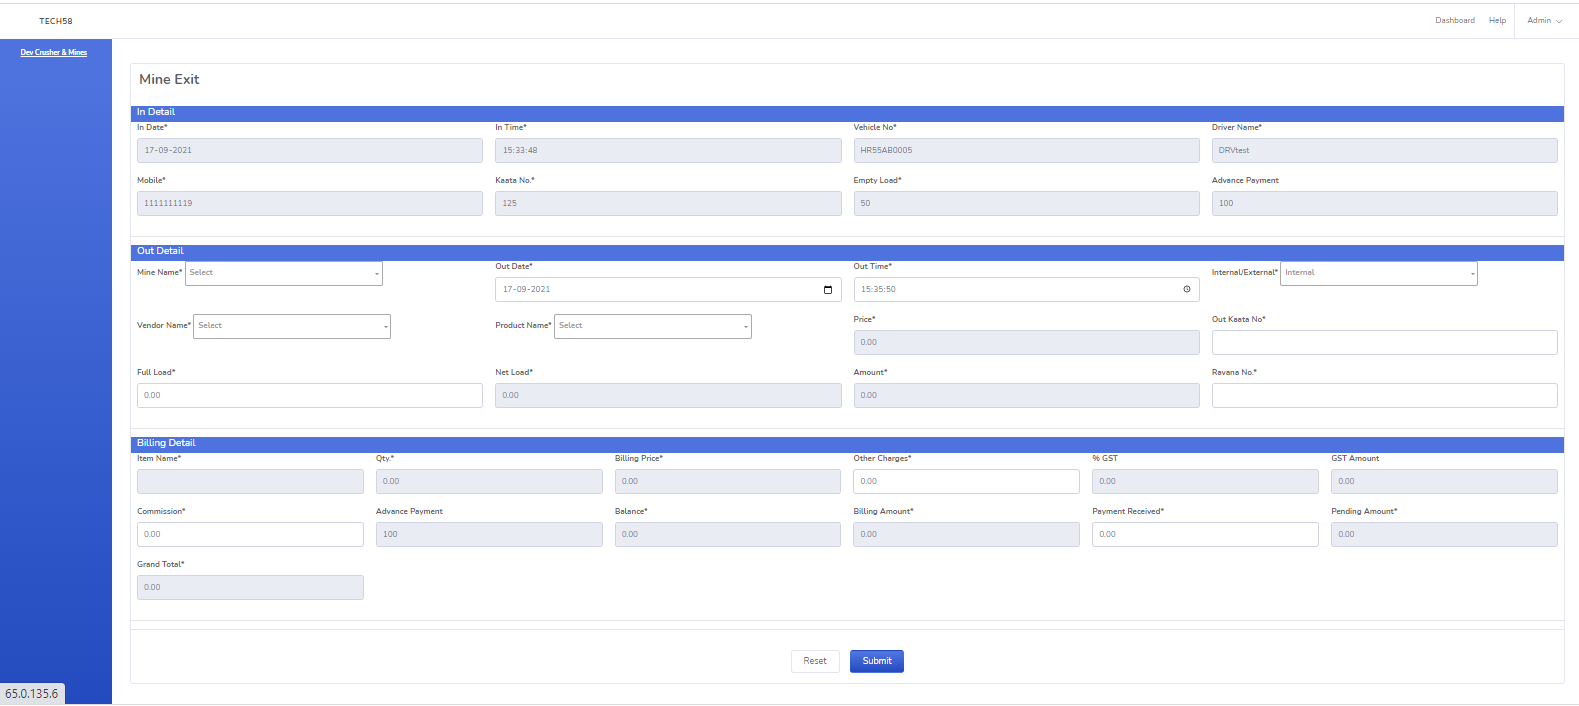 TECH58
Dashboard Help Admin
Dev Crusher & Mines
Mine Exit
In Detail
In Date* In Time* Vehicle No* Driver Name*
17-09-2021 15:33:48 HR55AB0005 DRVtest
Mobile* Kaata No.* Empty Load* Advance Payment
1111111119 125 50 100
Out Detail
Mine Name* Select Out Date* Out Time* Internal/External* Internal
17-09-2021 15:35:50
Vendor Name* Select Product Name* Select Price* Out Kaata No*
0.00
Full Load* Net Load* Amount* Ravana No.*
0.00 0.00 0.00
Billing Detail
Item Name* Qty.* Billing Price* Other Charges* % GST GST Amount
0.00 0.00 0.00 0.00 0.00
Commission* Advance Payment Balance* Billing Amount* Payment Received* Pending Amount*
0.00 100 0.00 0.00 0.00 0.00
Grand Total*
0.00
Reset Submit
65.0.135.6